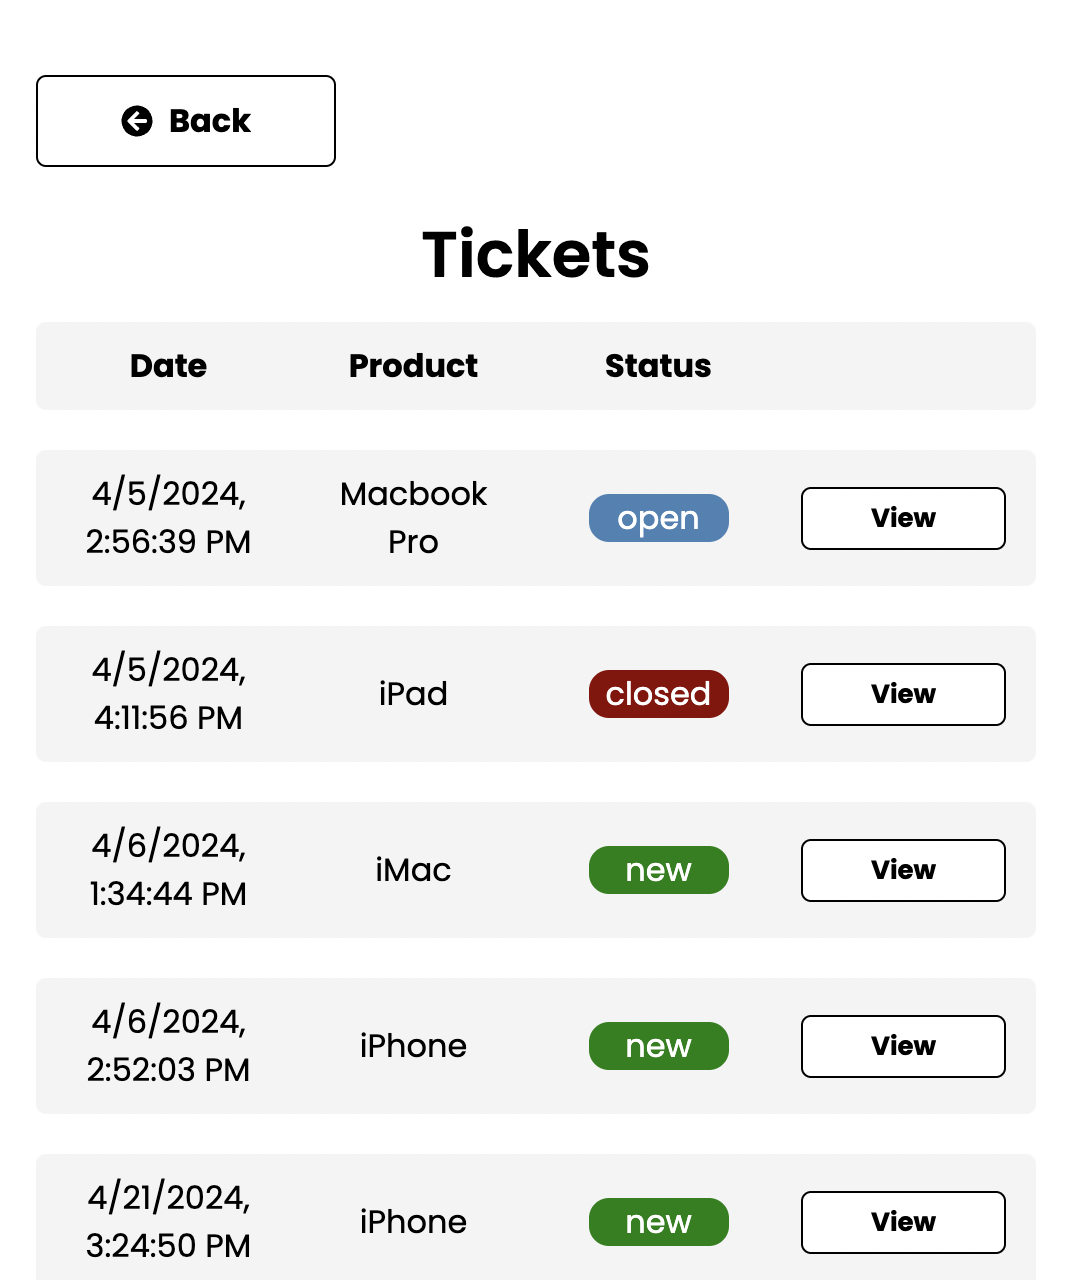 Back
Tickets
Date Product Status
4/5/2024, 2:56:39 PM Macbook Pro open View
4/5/2024, 4:11:56 PM iPad closed View
4/6/2024, 1:34:44 PM iMac new View
4/6/2024, 2:52:03 PM iPhone new View
4/21/2024, 3:24:50 PM iPhone new View